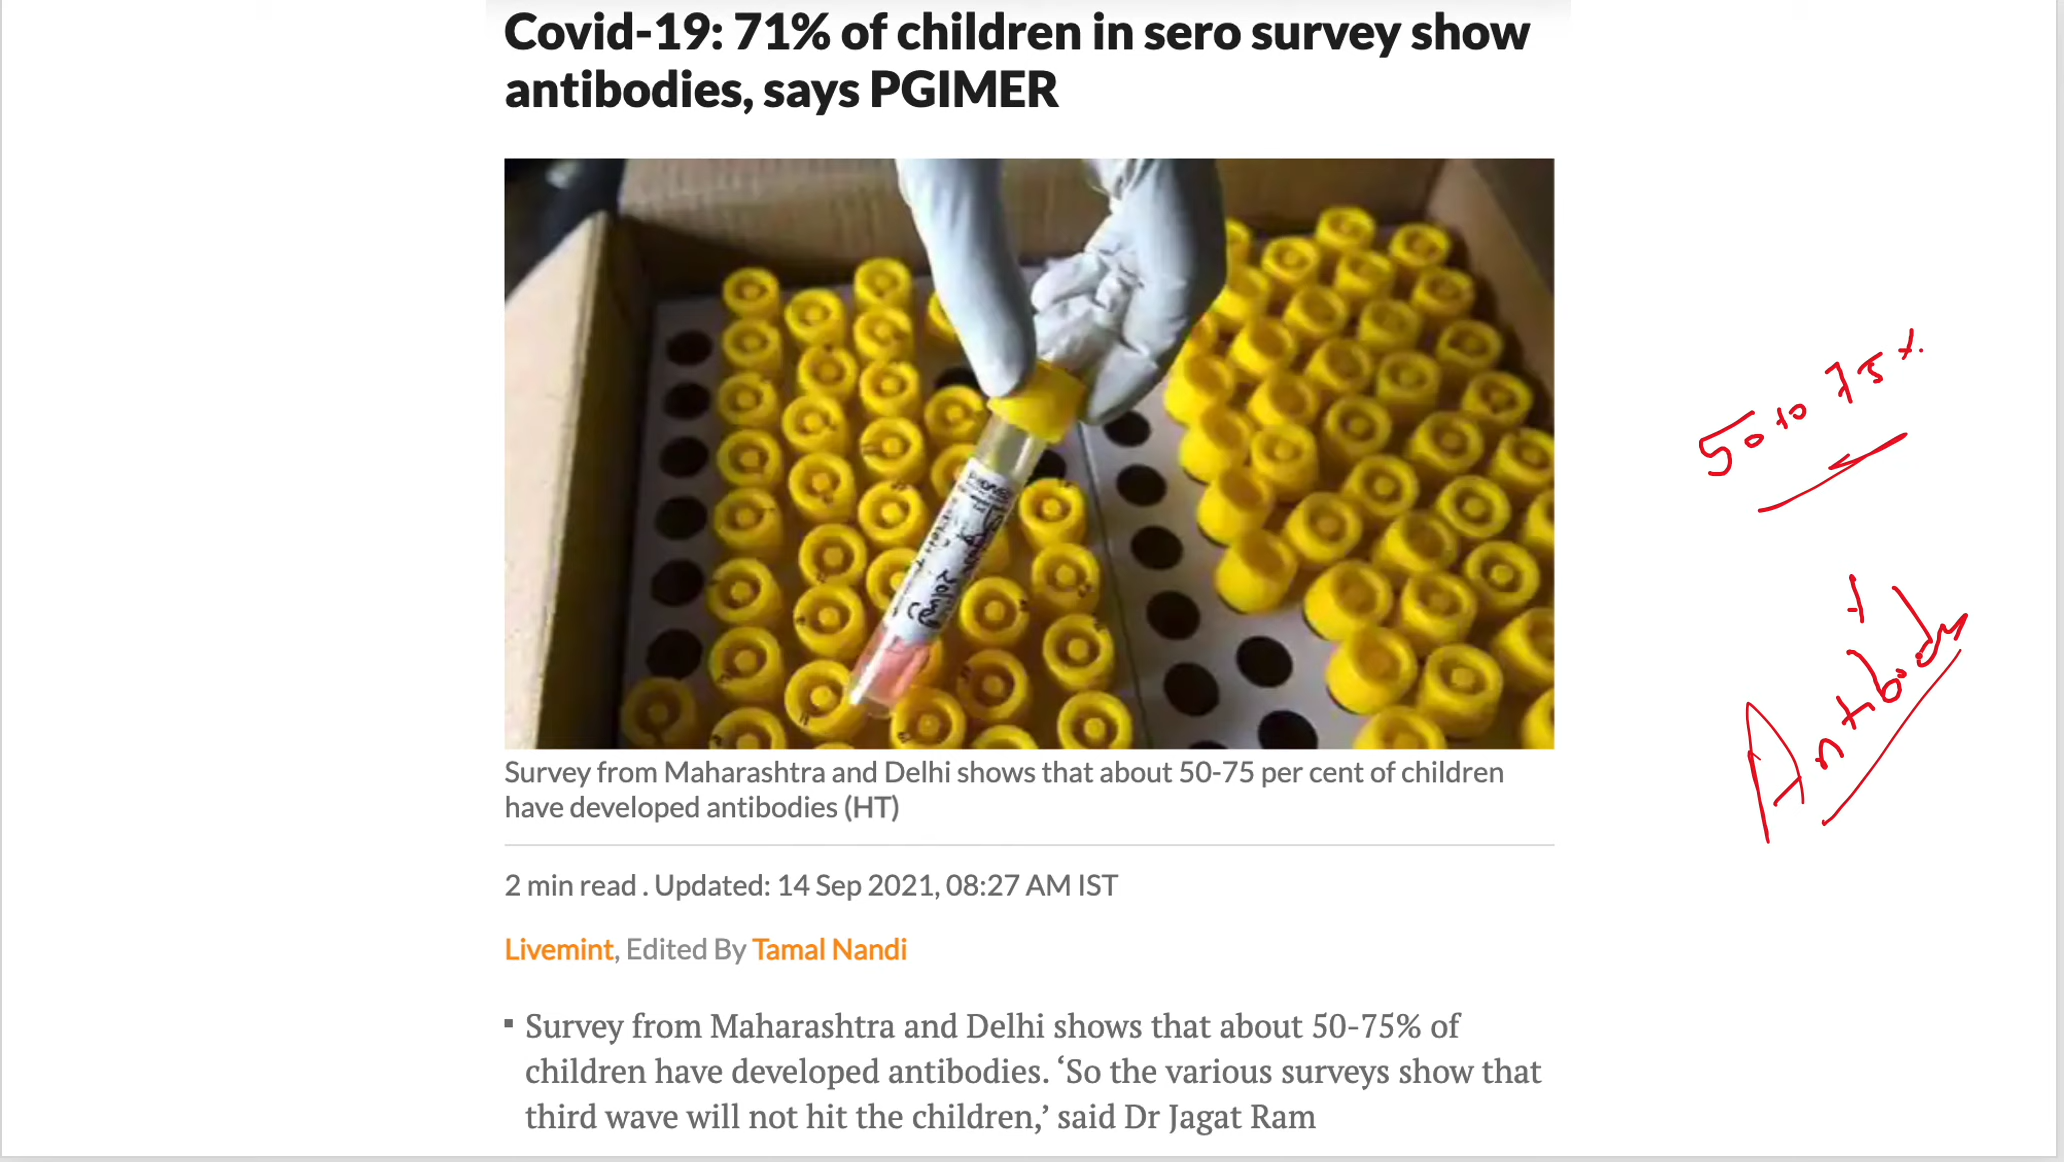 Covid-19: 71% of children in sero survey show
antibodies, says PGIMER
50 to 75%
Antibody
Survey from Maharashtra and Delhi shows that about 50-75 per cent of children
have developed antibodies (HT)
2 min read . Updated: 14 Sep 2021, 08:27 AM IST
Livemint, Edited By Tamal Nandi
▪ Survey from Maharashtra and Delhi shows that about 50-75% of
children have developed antibodies. ‘So the various surveys show that
third wave will not hit the children,’ said Dr Jagat Ram